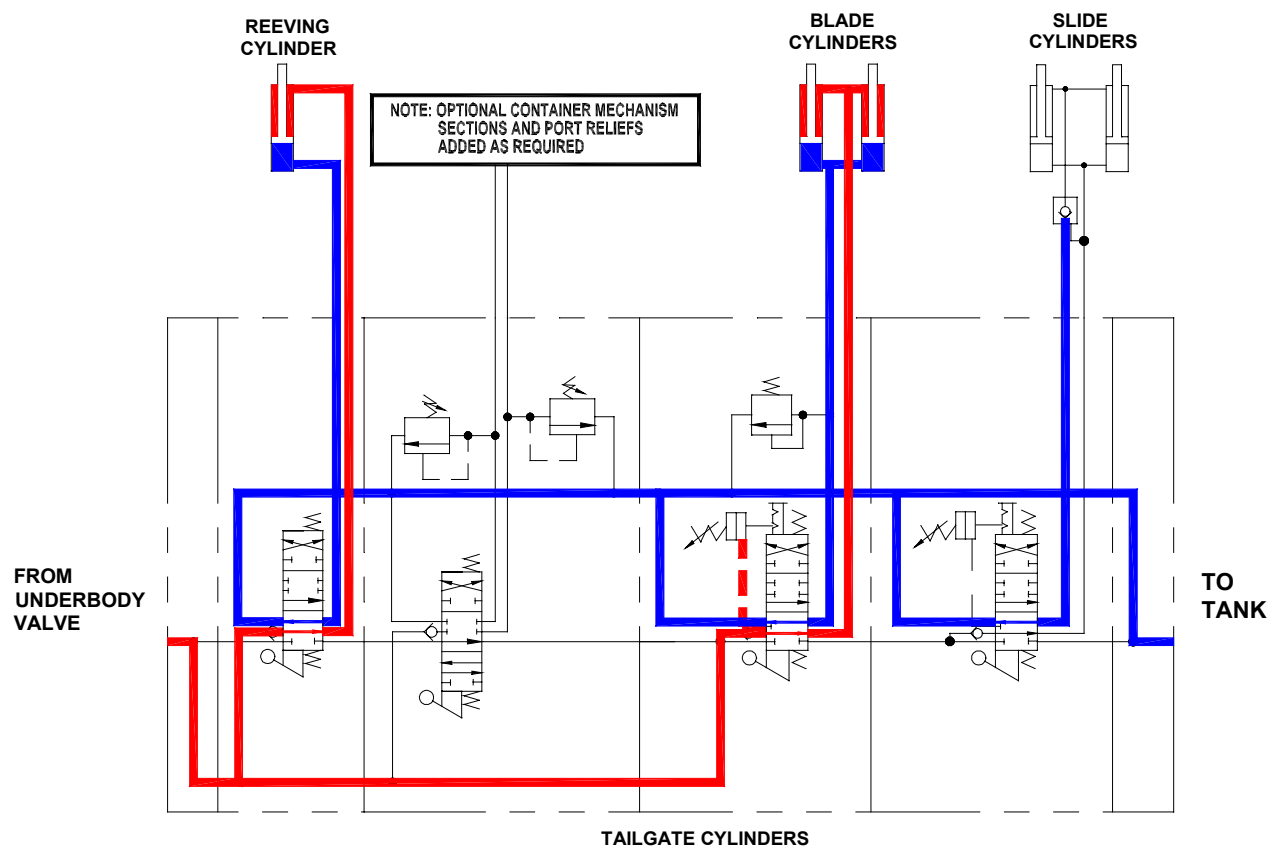 REEVING
CYLINDER
BLADE
CYLINDERS
SLIDE
CYLINDERS
NOTE: OPTIONAL CONTAINER MECHANISM
SECTIONS AND PORT RELIEFS
ADDED AS REQUIRED
FROM
UNDERBODY
VALVE
TO
TANK
TAILGATE CYLINDERS